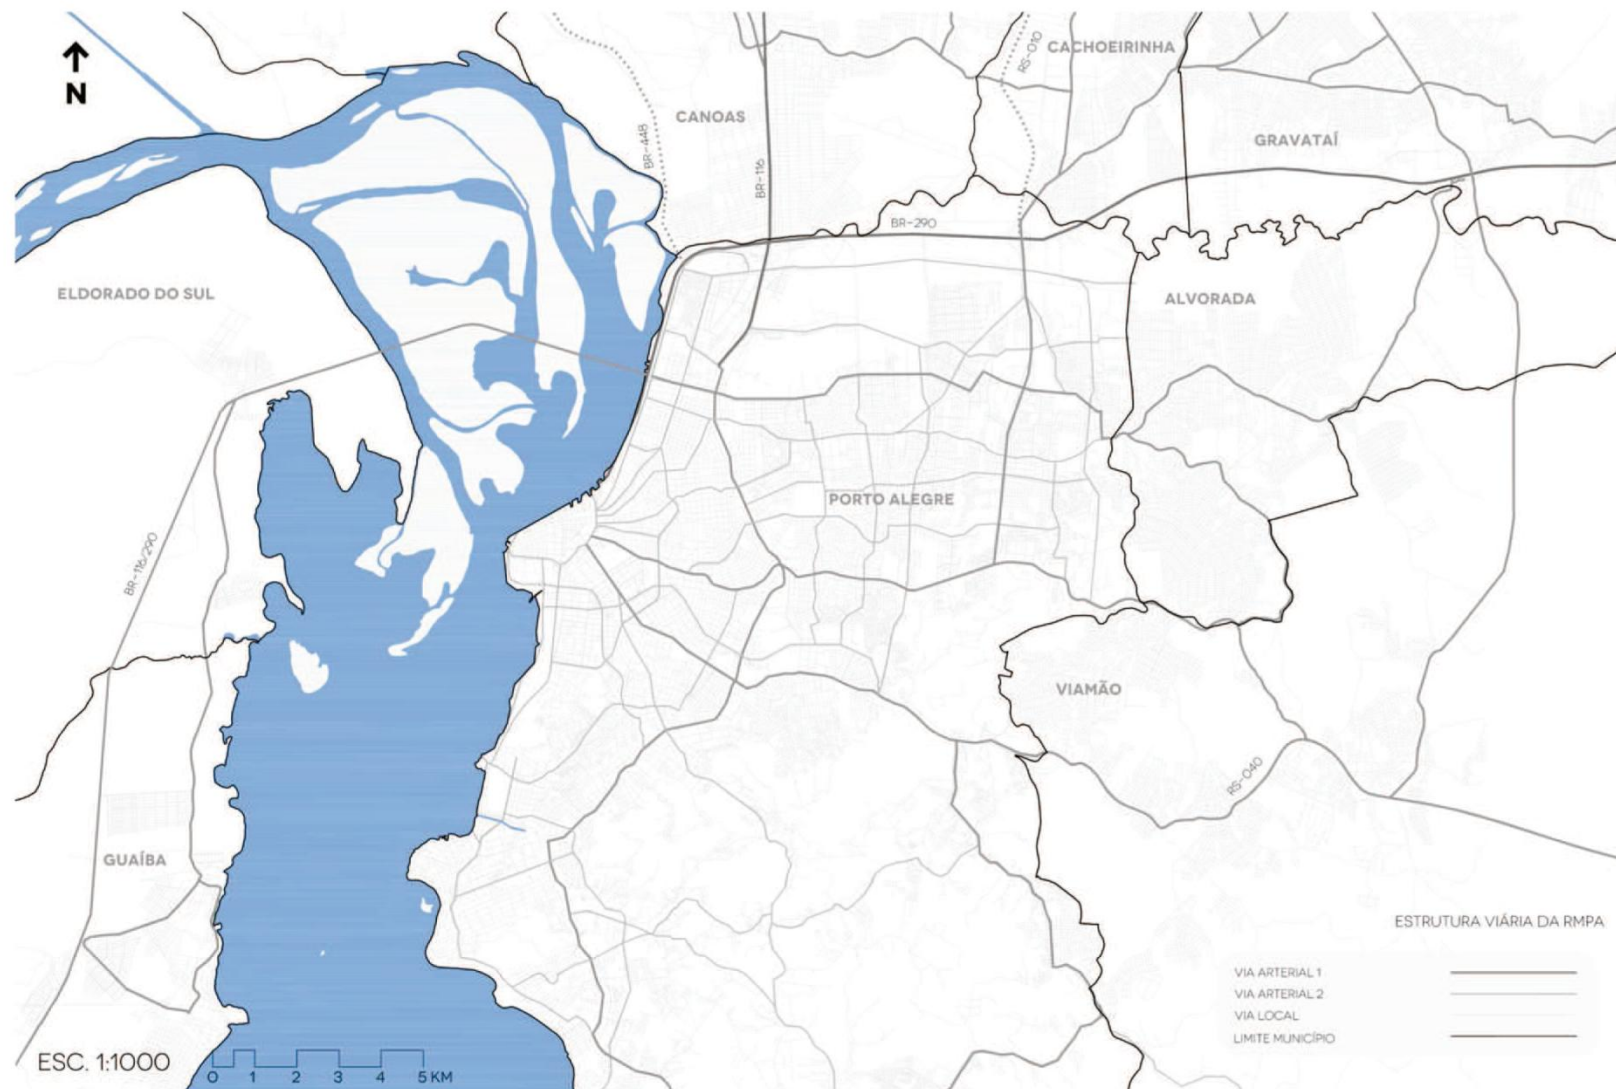 N
CACHOEIRINHA
RS-010
CANOAS
GRAVATAÍ
BR-448
BR-116
BR-290
ELDORADO DO SUL
ALVORADA
PORTO ALEGRE
BR-116/290
VIAMÃO
RS-040
GUAÍBA
ESTRUTURA VIÁRIA DA RMPA
VIA ARTERIAL 1
VIA ARTERIAL 2
VIA LOCAL
LIMITE MUNICÍPIO
ESC. 1:1000
0 1 2 3 4 5 KM